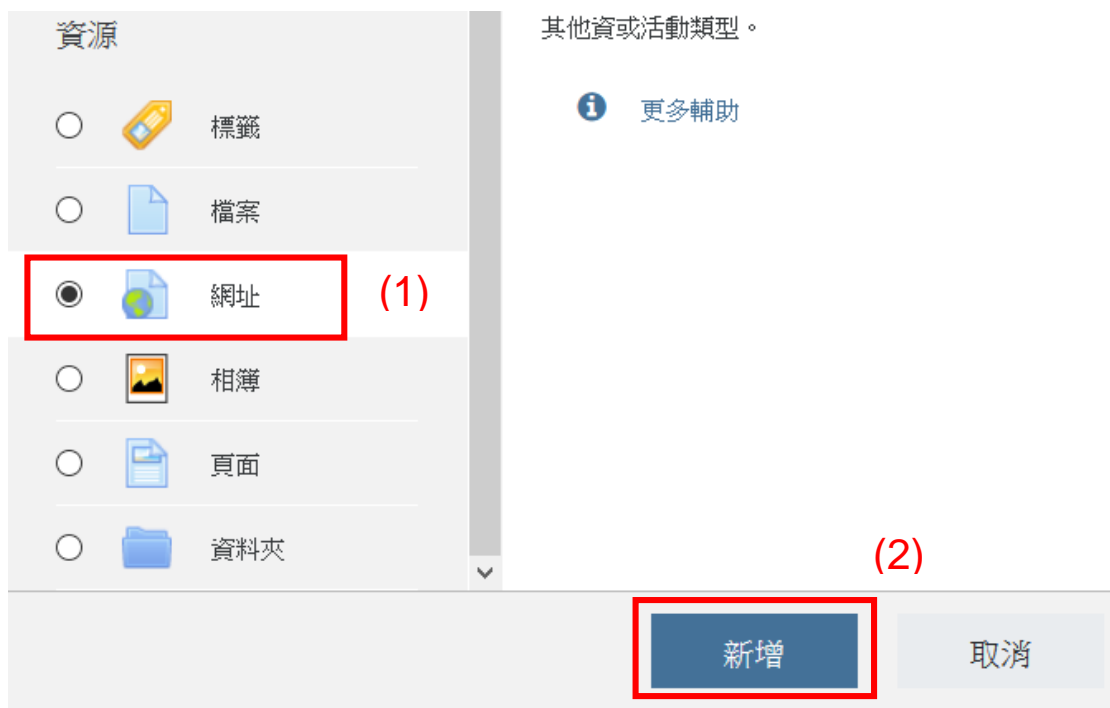 資源
其他資或活動類型。
標籤
更多輔助
檔案
網址
(1)
相簿
頁面
資料夾
(2)
新增
取消